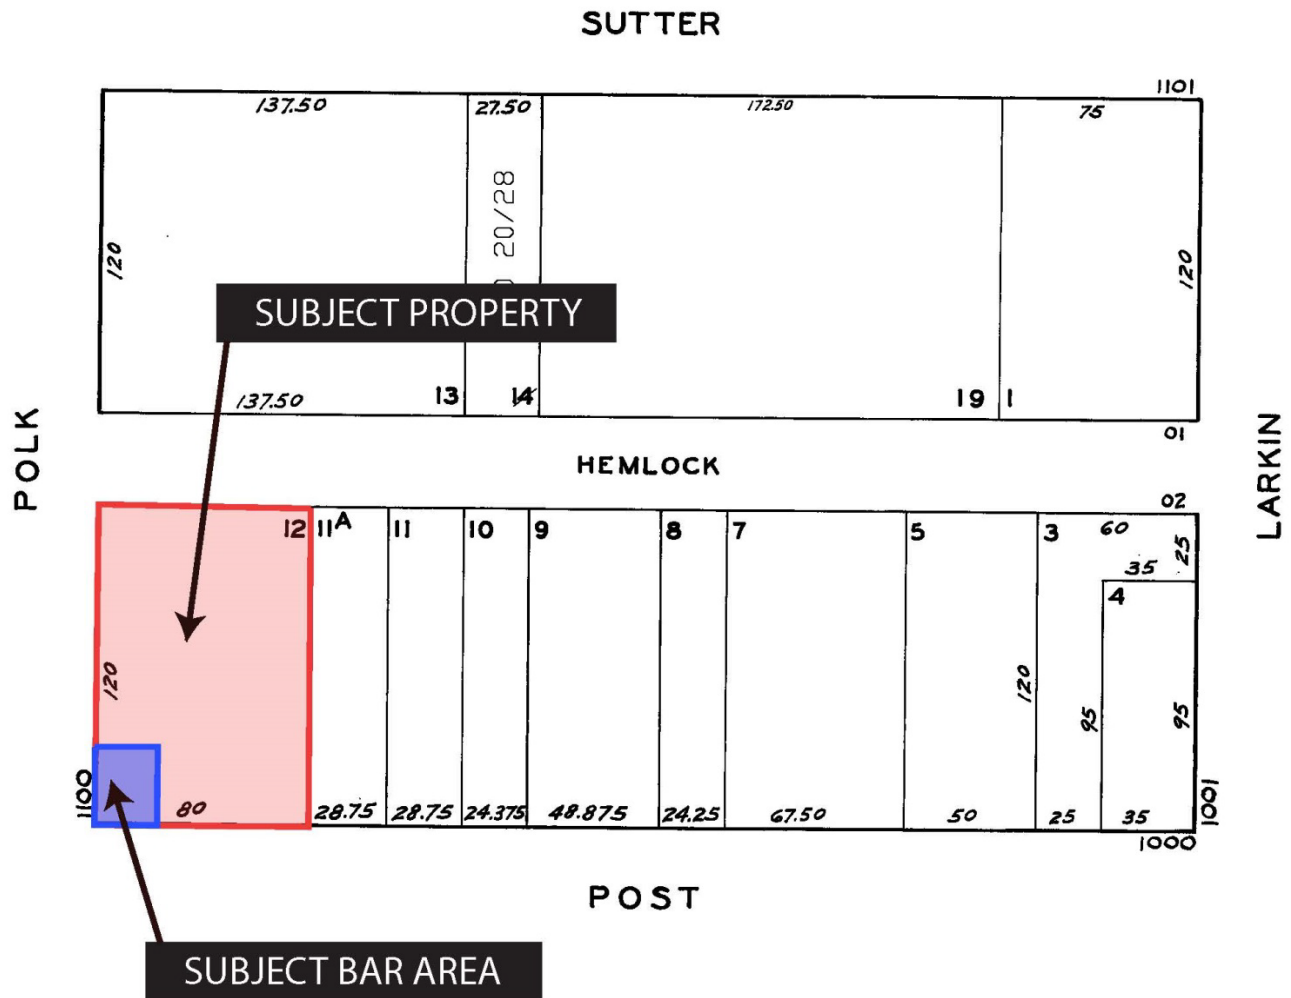 SUTTER
1101
137.50 27.50 172.50 75
120
20/28
120
SUBJECT PROPERTY
137.50 13 14 19 1
01
POLK
HEMLOCK
LARKIN
02
12 11A 11 10 9 8 7 5 3 60
25
35
4
120
120
95
95
1100
80 28.75 28.75 24.375 48.875 24.25 67.50 50 25 35
1001
1000
POST
SUBJECT BAR AREA